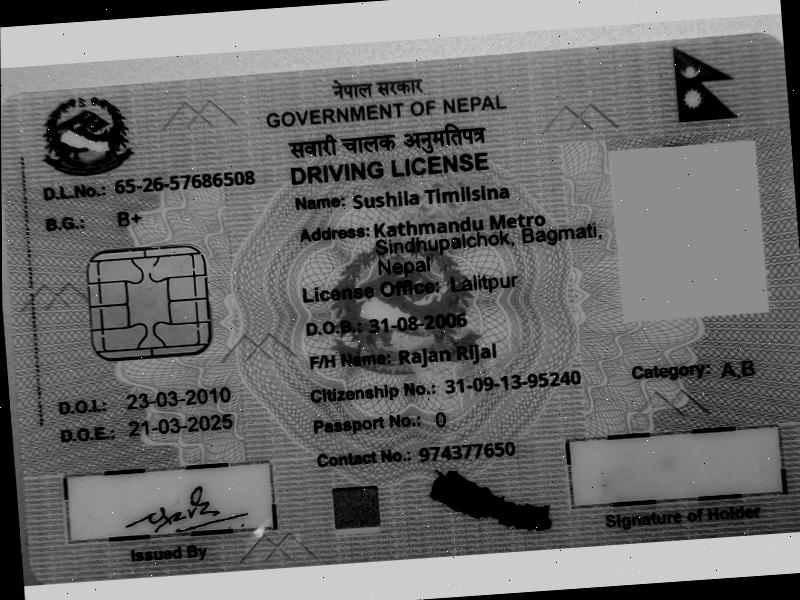 नेपाल सरकार
GOVERNMENT OF NEPAL
सवारी चालक अनुमतिपत्र
DRIVING LICENSE
D.L.No.: 65-26-57686508
B.G.: B+
Name: Sushila Timilsina
Address: Kathmandu Metro
Sindhupalchok, Bagmati,
Nepal
License Office: Lalitpur
D.O.B.: 31-08-2006
F/H Name: Rajan Rijal
Citizenship No.: 31-09-13-95240
Category: A,B
D.O.I.: 23-03-2010
D.O.E.: 21-03-2025
Passport No.: 0
Contact No.: 974377650
Issued By
Signature of Holder